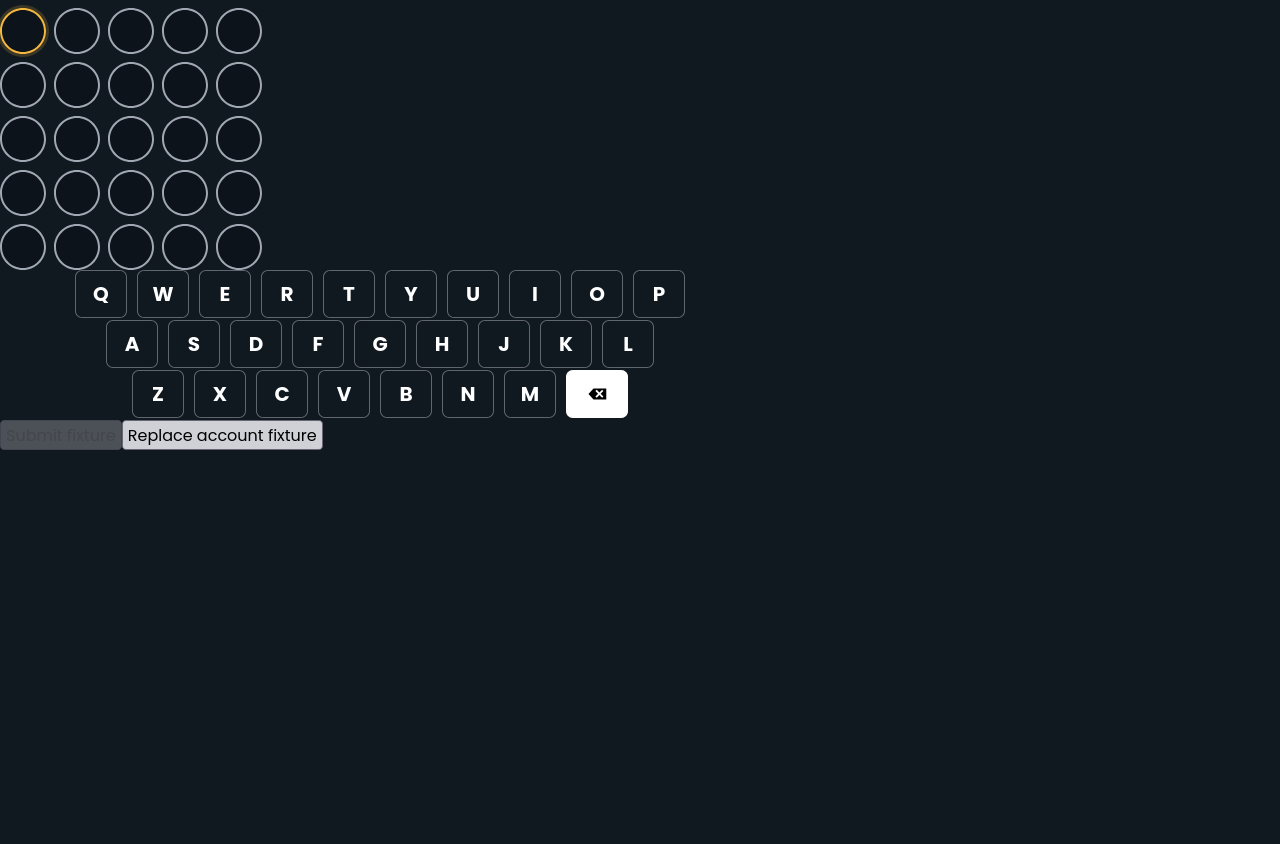 Q W E R T Y U I O P
A S D F G H J K L
Z X C V B N M
Submit fixture Replace account fixture